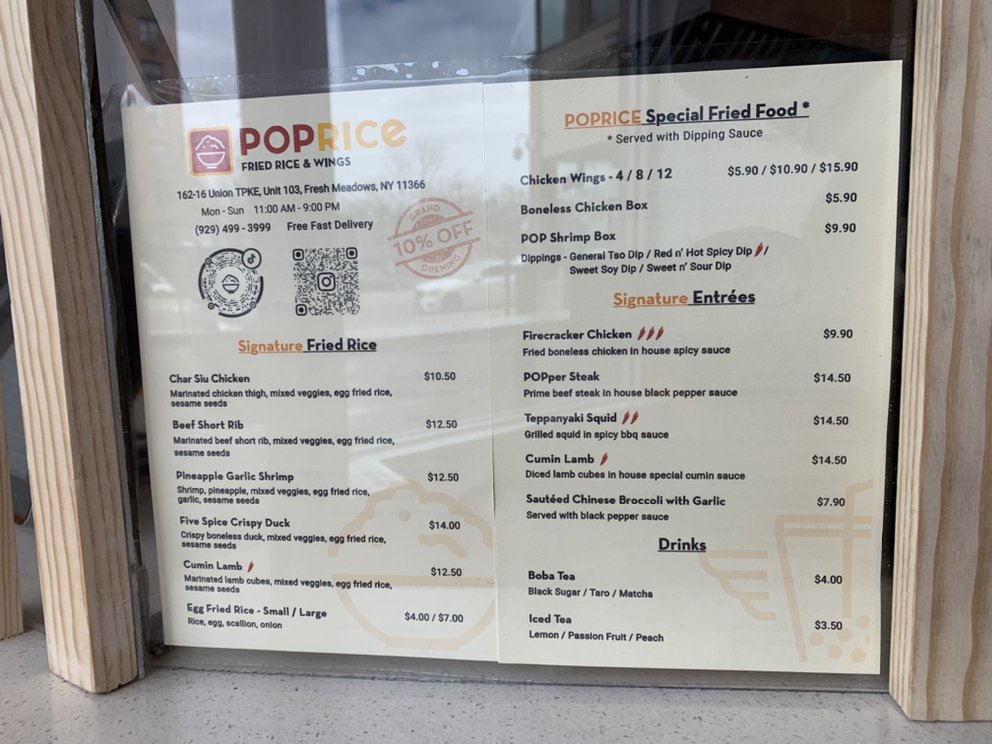 POPRICE
FRIED RICE & WINGS
162-16 Union TPKE, Unit 103, Fresh Meadows, NY 11366
Mon - Sun 11:00 AM - 9:00 PM
(929) 499 - 3999 Free Fast Delivery
GRAND
10% OFF
OPENING
Signature Fried Rice
Char Siu Chicken $10.50
Marinated chicken thigh, mixed veggies, egg fried rice,
sesame seeds
Beef Short Rib $12.50
Marinated beef short rib, mixed veggies, egg fried rice,
sesame seeds
Pineapple Garlic Shrimp $12.50
Shrimp, pineapple, mixed veggies, egg fried rice,
garlic, sesame seeds
Five Spice Crispy Duck $14.00
Crispy boneless duck, mixed veggies, egg fried rice,
sesame seeds
Cumin Lamb $12.50
Marinated lamb cubes, mixed veggies, egg fried rice,
sesame seeds
Egg Fried Rice - Small / Large $4.00 / $7.00
Rice, egg, scallion, onion
POPRICE Special Fried Food *
* Served with Dipping Sauce
Chicken Wings - 4 / 8 / 12 $5.90 / $10.90 / $15.90
Boneless Chicken Box $5.90
POP Shrimp Box $9.90
Dippings - General Tso Dip / Red n' Hot Spicy Dip /
Sweet Soy Dip / Sweet n' Sour Dip
Signature Entrées
Firecracker Chicken $9.90
Fried boneless chicken in house spicy sauce
POPper Steak $14.50
Prime beef steak in house black pepper sauce
Teppanyaki Squid $14.50
Grilled squid in spicy bbq sauce
Cumin Lamb $14.50
Diced lamb cubes in house special cumin sauce
Sautéed Chinese Broccoli with Garlic $7.90
Served with black pepper sauce
Drinks
Boba Tea $4.00
Black Sugar / Taro / Matcha
Iced Tea $3.50
Lemon / Passion Fruit / Peach